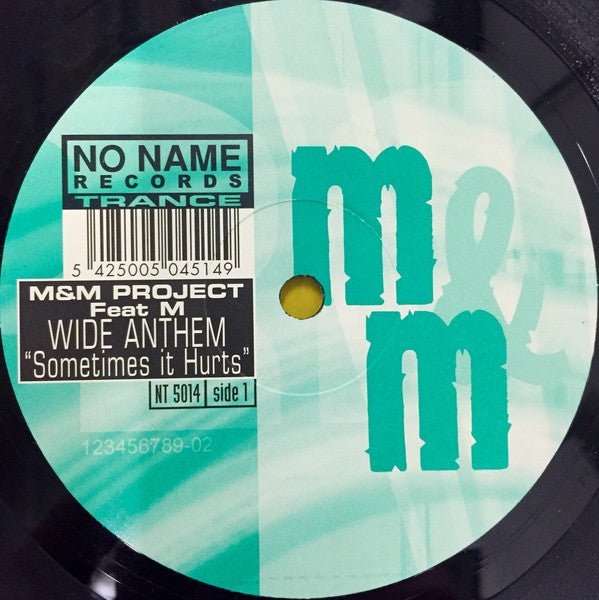 NO NAME
RECORDS
TRANCE
5 425005 045149
M&M PROJECT
Feat M
WIDE ANTHEM
“Sometimes it Hurts”
NT 5014 side 1
123456789-02
m
&
m